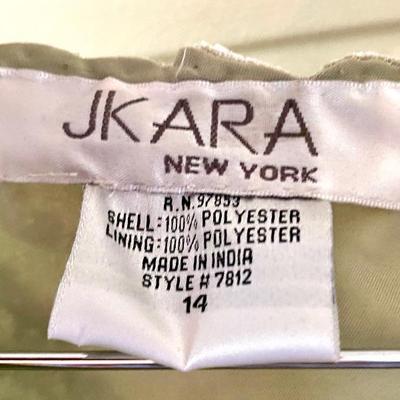 JKARA
NEW YORK
R.N. 97853
SHELL: 100% POLYESTER
LINING: 100% POLYESTER
MADE IN INDIA
STYLE # 7812
14